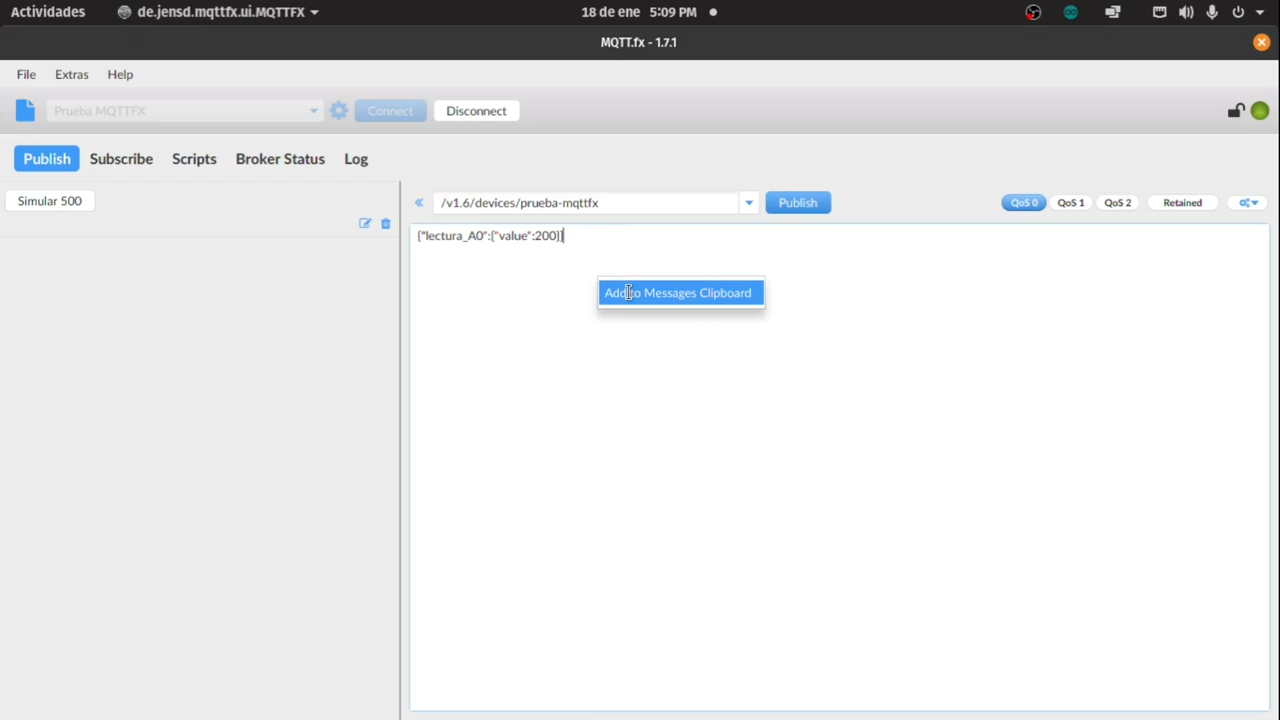 Actividades de.jensd.mqttfx.ui.MQTTFX 18 de ene 5:09 PM
MQTT.fx - 1.7.1
File Extras Help
Prueba MQTTFX Connect Disconnect
Publish Subscribe Scripts Broker Status Log
Simular 500
« /v1.6/devices/prueba-mqttfx Publish QoS 0 QoS 1 QoS 2 Retained
{"lectura_A0":{"value":200}}
Add to Messages Clipboard